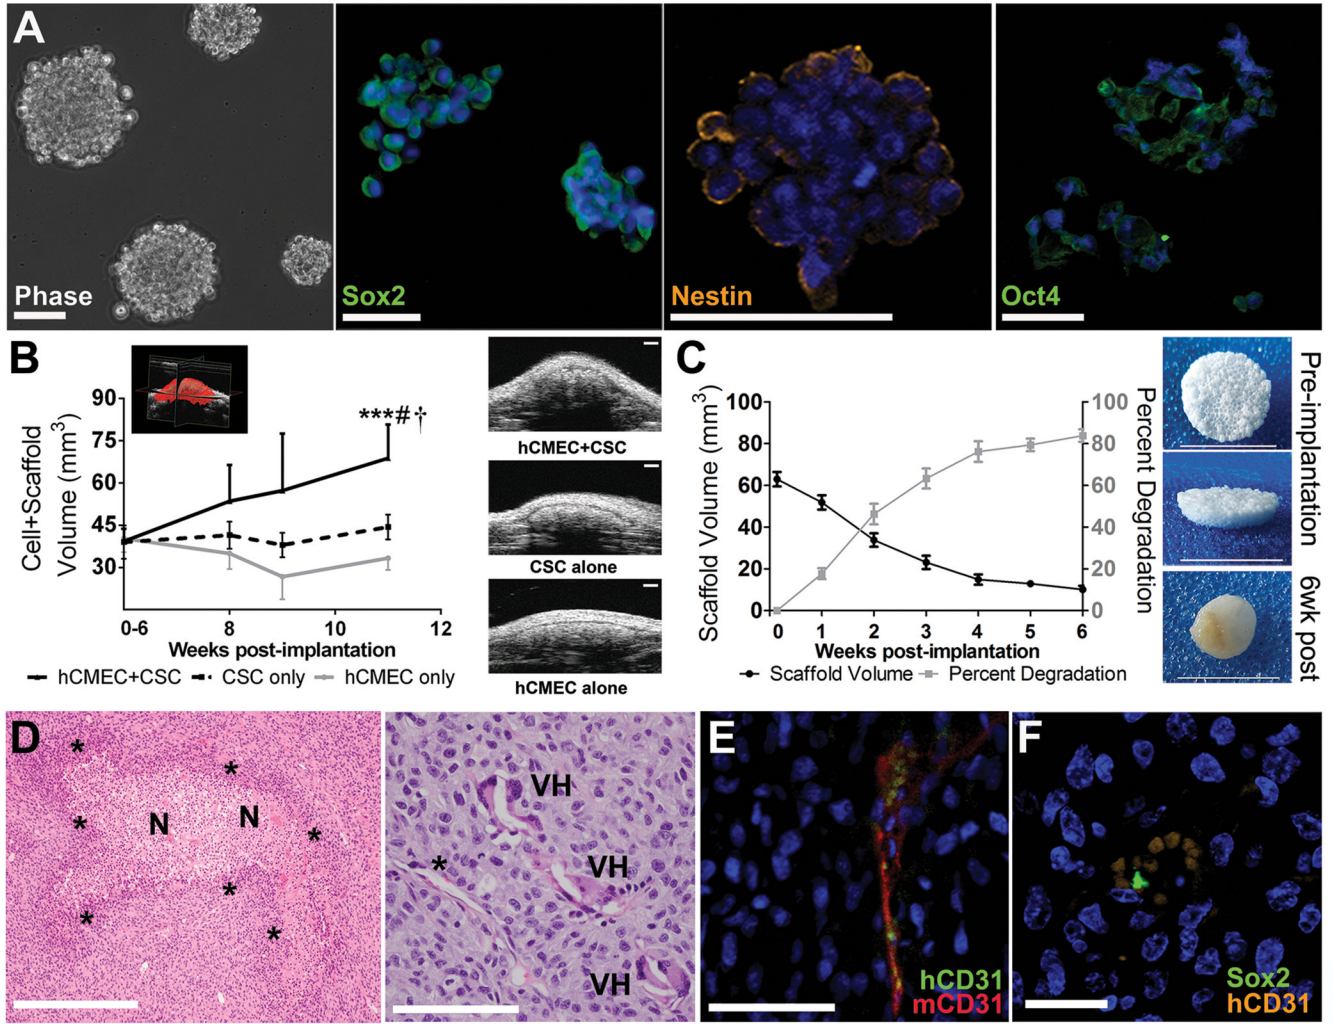 A
Phase
Sox2
Nestin
Oct4
B
Cell+Scaffold
Volume (mm³)
90
75
60
45
30
***#†
0-6
8
10
12
Weeks post-implantation
hCMEC+CSC
CSC only
hCMEC only
hCMEC+CSC
CSC alone
hCMEC alone
C
Scaffold Volume (mm³)
100
80
60
40
20
0
0
1
2
3
4
5
6
100
80
60
40
20
0
Percent Degradation
Weeks post-implantation
Scaffold Volume
Percent Degradation
Pre-implantation
6wk post
D
*
*
*
*
*
*
*
N
N
VH
*
VH
VH
E
hCD31
mCD31
F
Sox2
hCD31